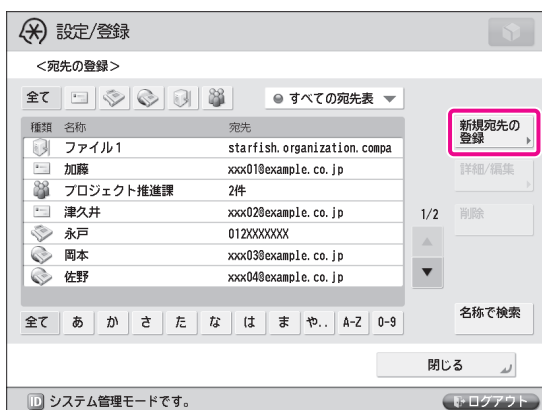 設定/登録
<宛先の登録>
全て
すべての宛先表
種類 名称 宛先
ファイル1 starfish.organization.compa
加藤 xxx01@example.co.jp
プロジェクト推進課 2件
津久井 xxx02@example.co.jp
永戸 012XXXXXXX
岡本 xxx03@example.co.jp
佐野 xxx04@example.co.jp
新規宛先の
登録
詳細/編集
1/2
削除
名称で検索
全て あ か さ た な は ま や.. A-Z 0-9
閉じる
ID システム管理モードです。
ログアウト